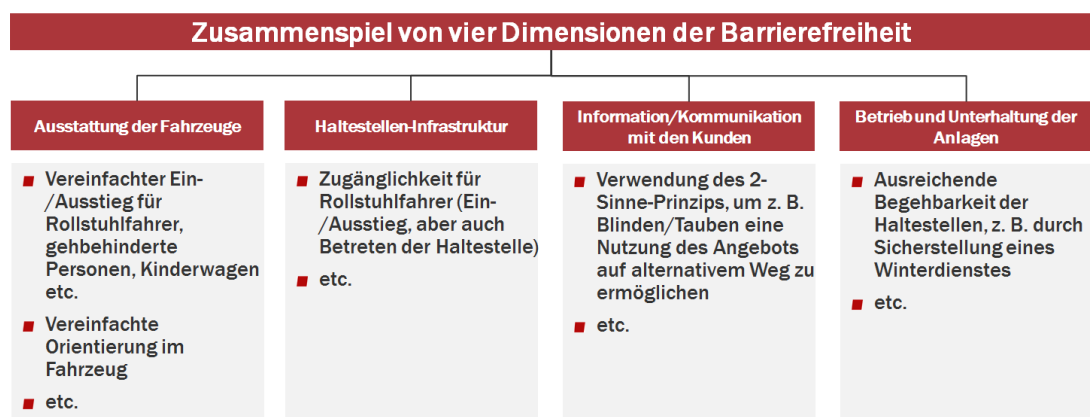 Zusammenspiel von vier Dimensionen der Barrierefreiheit
Ausstattung der Fahrzeuge
Vereinfachter Ein-
/Ausstieg für
Rollstuhlfahrer,
gehbehinderte
Personen, Kinderwagen
etc.
Vereinfachte
Orientierung im
Fahrzeug
etc.
Haltestellen-Infrastruktur
Zugänglichkeit für
Rollstuhlfahrer (Ein-
/Ausstieg, aber auch
Betreten der Haltestelle)
etc.
Information/Kommunikation
mit den Kunden
Verwendung des 2-
Sinne-Prinzips, um z. B.
Blinden/Tauben eine
Nutzung des Angebots
auf alternativem Weg zu
ermöglichen
etc.
Betrieb und Unterhaltung der
Anlagen
Ausreichende
Begehbarkeit der
Haltestellen, z. B. durch
Sicherstellung eines
Winterdienstes
etc.